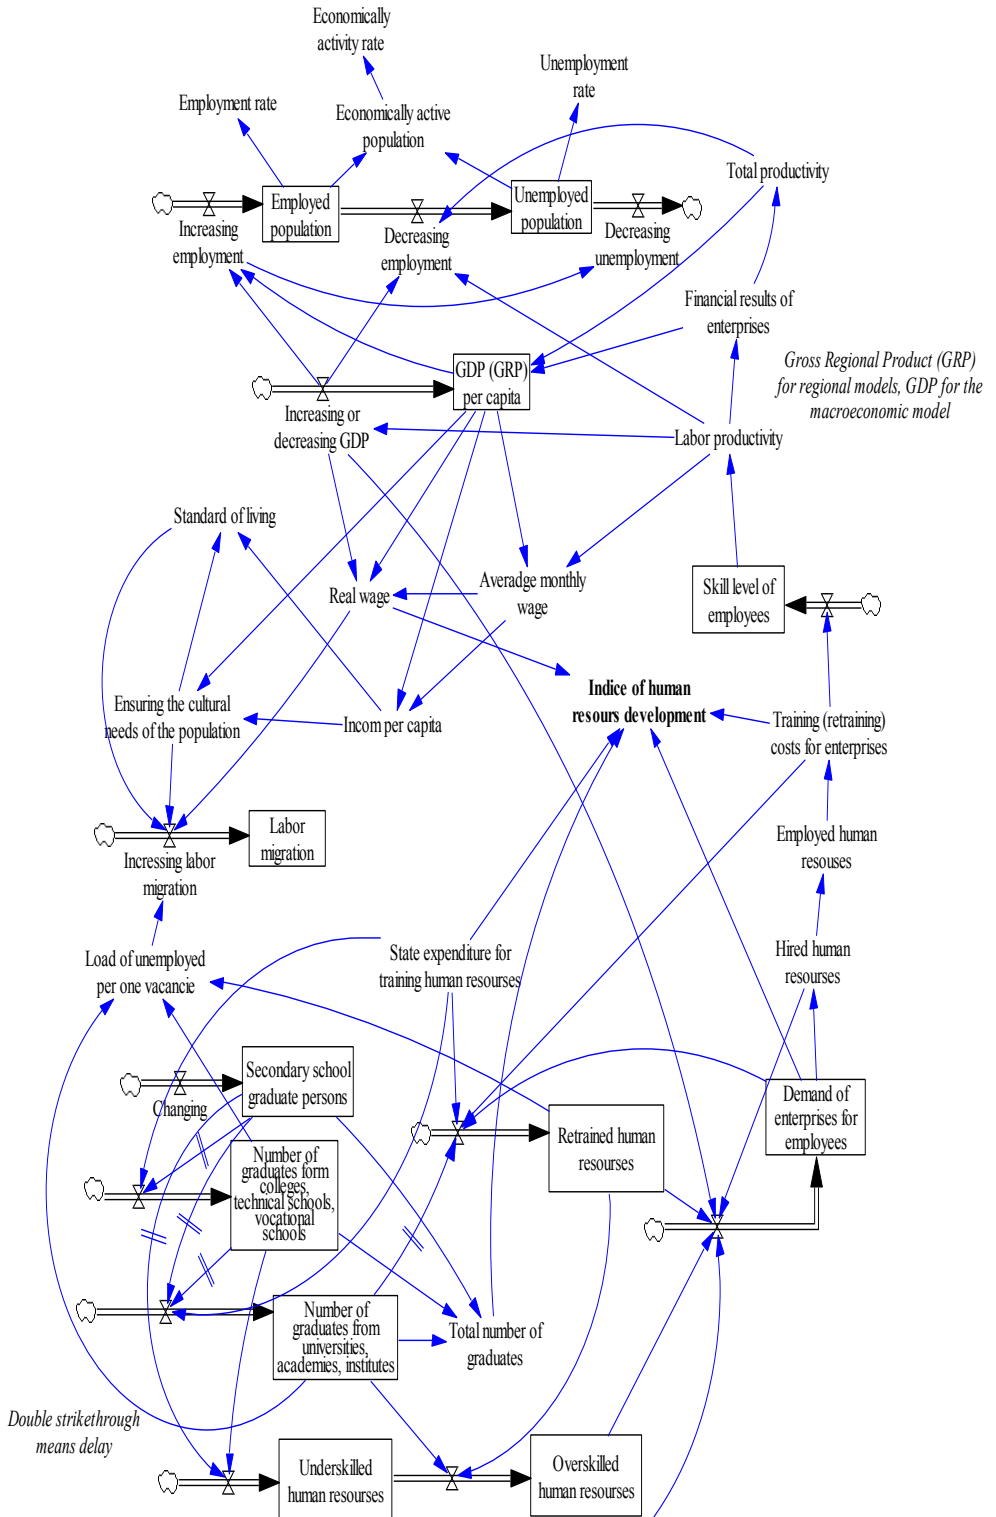 Economically
activity rate
Unemployment
rate
Employment rate
Economically active
population
Total productivity
Employed
population
Unemployed
population
Increasing
employment
Decreasing
employment
Decreasing
unemployment
Financial results of
enterprises
Gross Regional Product (GRP)
for regional models, GDP for the
macroeconomic model
GDP (GRP)
per capita
Increasing or
decreasing GDP
Labor productivity
Standard of living
Real wage
Averadge monthly
wage
Skill level of
employees
Indice of human
resours development
Ensuring the cultural
needs of the population
Incom per capita
Training (retraining)
costs for enterprises
Labor
migration
Incressing labor
migration
Employed human
resouses
Load of unemployed
per one vacancie
State expenditure for
training human resourses
Hired human
resourses
Secondary school
graduate persons
Changing
Demand of
enterprises for
employees
Retrained human
resourses
Number of
graduates form
colleges,
technical schools,
vocational
schools
Number of
graduates from
universities,
academies, institutes
Total number of
graduates
Double strikethrough
means delay
Underskilled
human resourses
Overskilled
human resourses